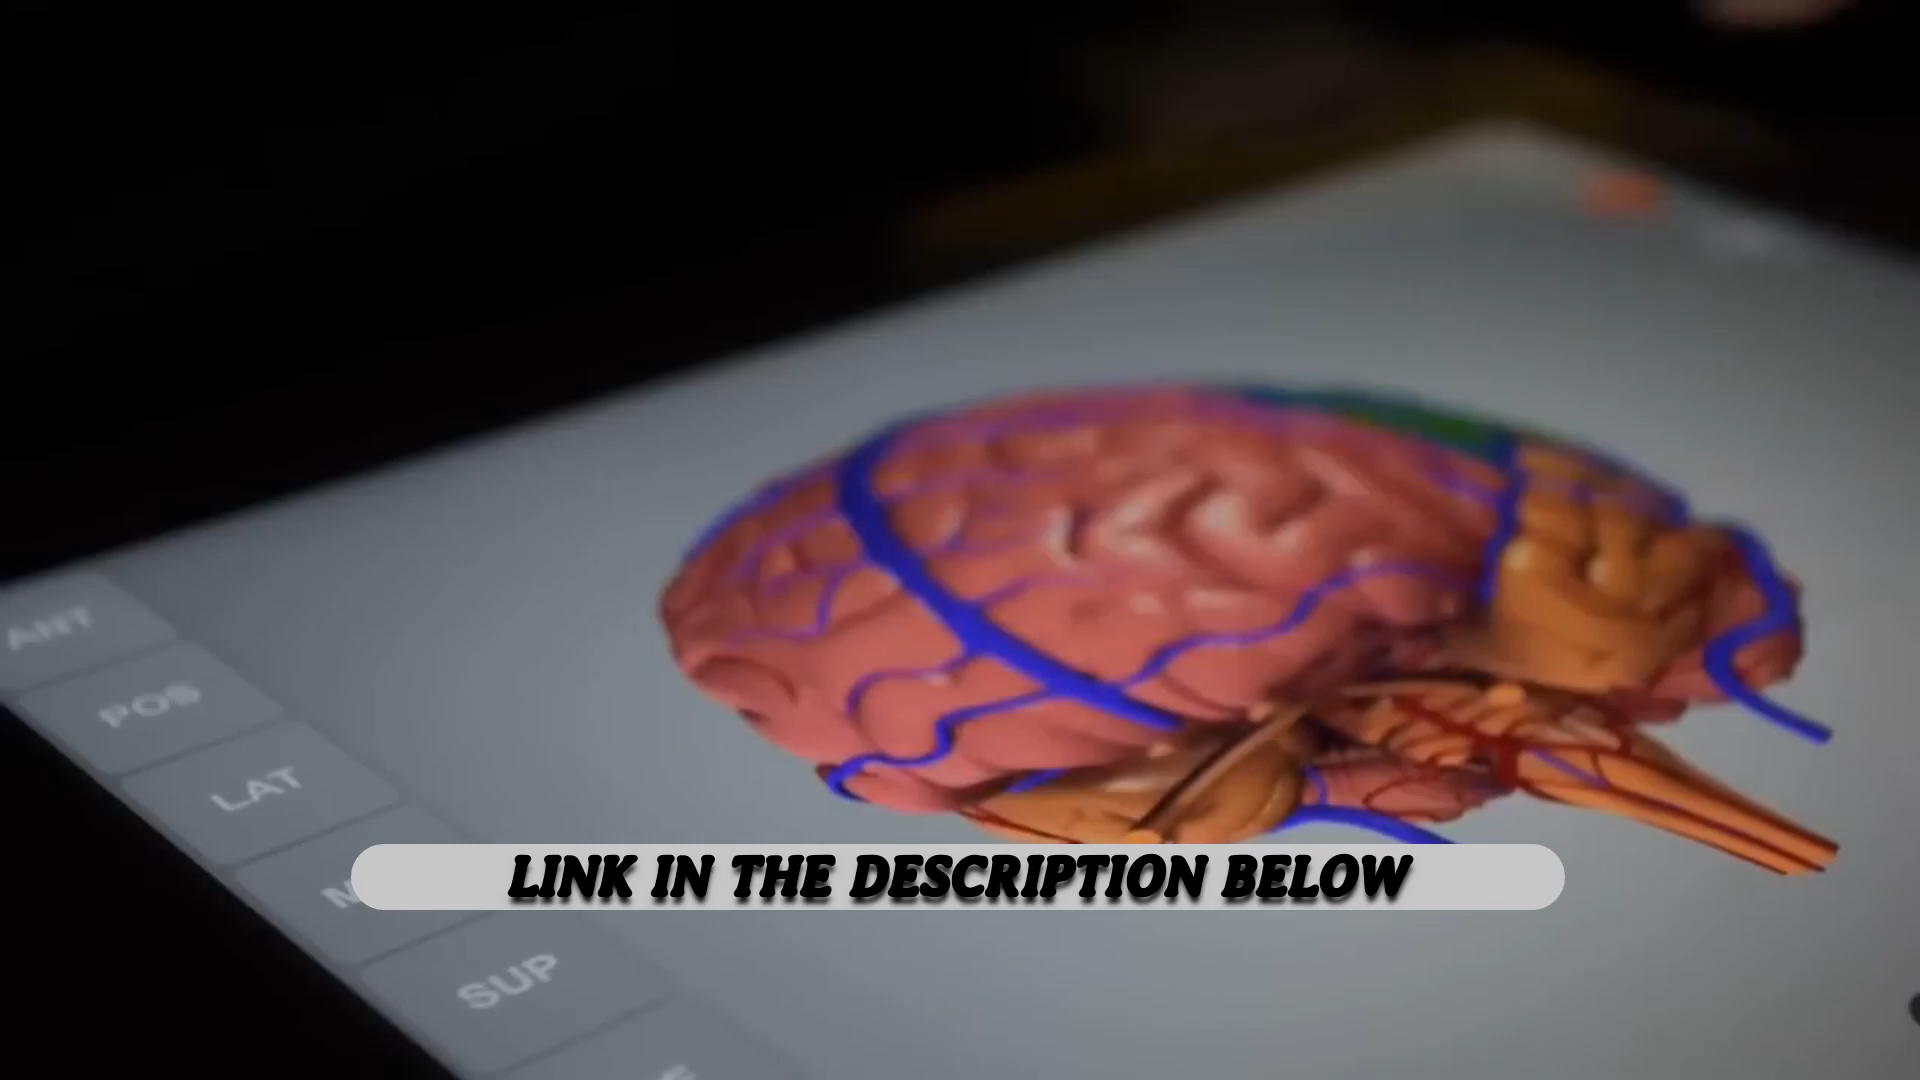 ANT
POS
LAT
SUP
LINK IN THE DESCRIPTION BELOW